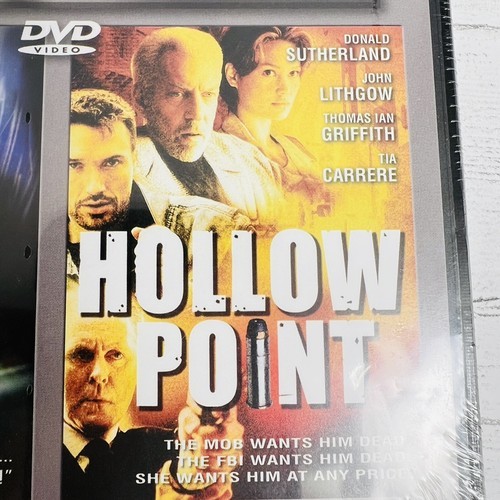 DVD
VIDEO
DONALD
SUTHERLAND
JOHN
LITHGOW
THOMAS IAN
GRIFFITH
TIA
CARRERE
HOLLOW
POINT
THE MOB WANTS HIM DEAD
THE FBI WANTS HIM DEAD
SHE WANTS HIM AT ANY PRICE
...
!"